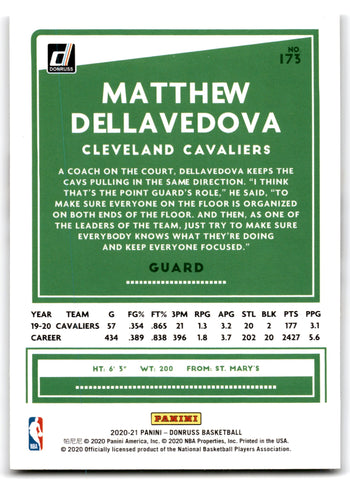 DONRUSS
NO.
173
MATTHEW
DELLAVEDOVA
CLEVELAND CAVALIERS
A COACH ON THE COURT, DELLAVEDOVA KEEPS THE
CAVS PULLING IN THE SAME DIRECTION. "I THINK
THAT'S THE POINT GUARD'S ROLE," HE SAID, "TO
MAKE SURE EVERYONE ON THE FLOOR IS ORGANIZED
ON BOTH ENDS OF THE FLOOR. AND THEN, AS ONE OF
THE LEADERS OF THE TEAM, JUST TRY TO MAKE SURE
EVERYBODY KNOWS WHAT THEY'RE DOING
AND KEEP EVERYONE FOCUSED."
GUARD
YEAR TEAM G FG% FT% 3PM RPG APG STL BLK PTS PPG
19-20 CAVALIERS 57 .354 .865 21 1.3 3.2 20 2 177 3.1
CAREER 434 .389 .838 396 1.8 3.7 202 20 2427 5.6
HT: 6' 3" WT: 200 FROM: ST. MARY'S
PANINI
NBA
2020-21 PANINI – DONRUSS BASKETBALL
帕尼尼 © 2020 Panini America, Inc. © 2020 NBA Properties, Inc. Printed in the USA.
© 2020 Officially licensed product of the National Basketball Players Association.